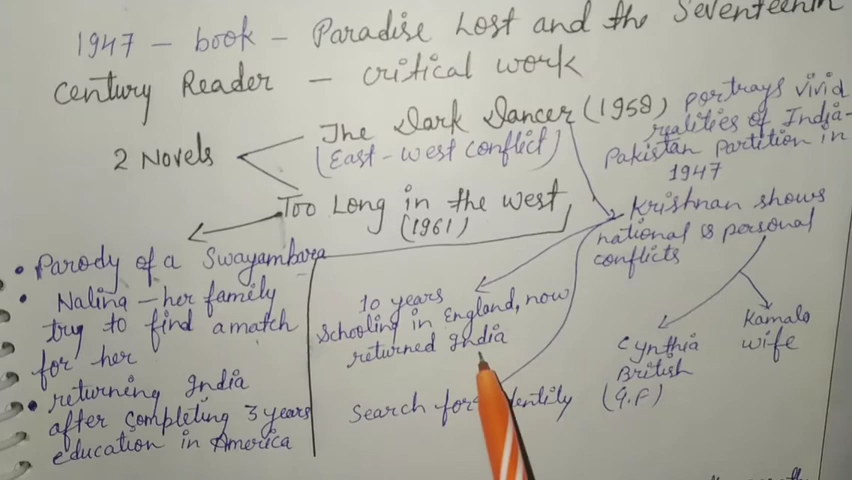 1947 - book - Paradise Lost and the Seventeenth
Century Reader - critical work
2 Novels
The Dark Dancer (1958)
(East-west conflict)
portrays vivid
realities of India-
Pakistan Partition in
1947
Too Long in the west
(1961)
Krishnan shows
national is personal
conflicts
• Parody of a Swayambara
• Nalina - her family
try to find a match
for her
• returning India
after completing 3 years
education in America
10 years
Schooling in England, now
returned India
Search for
Cynthia
British
(G.F)
Kamala
wife